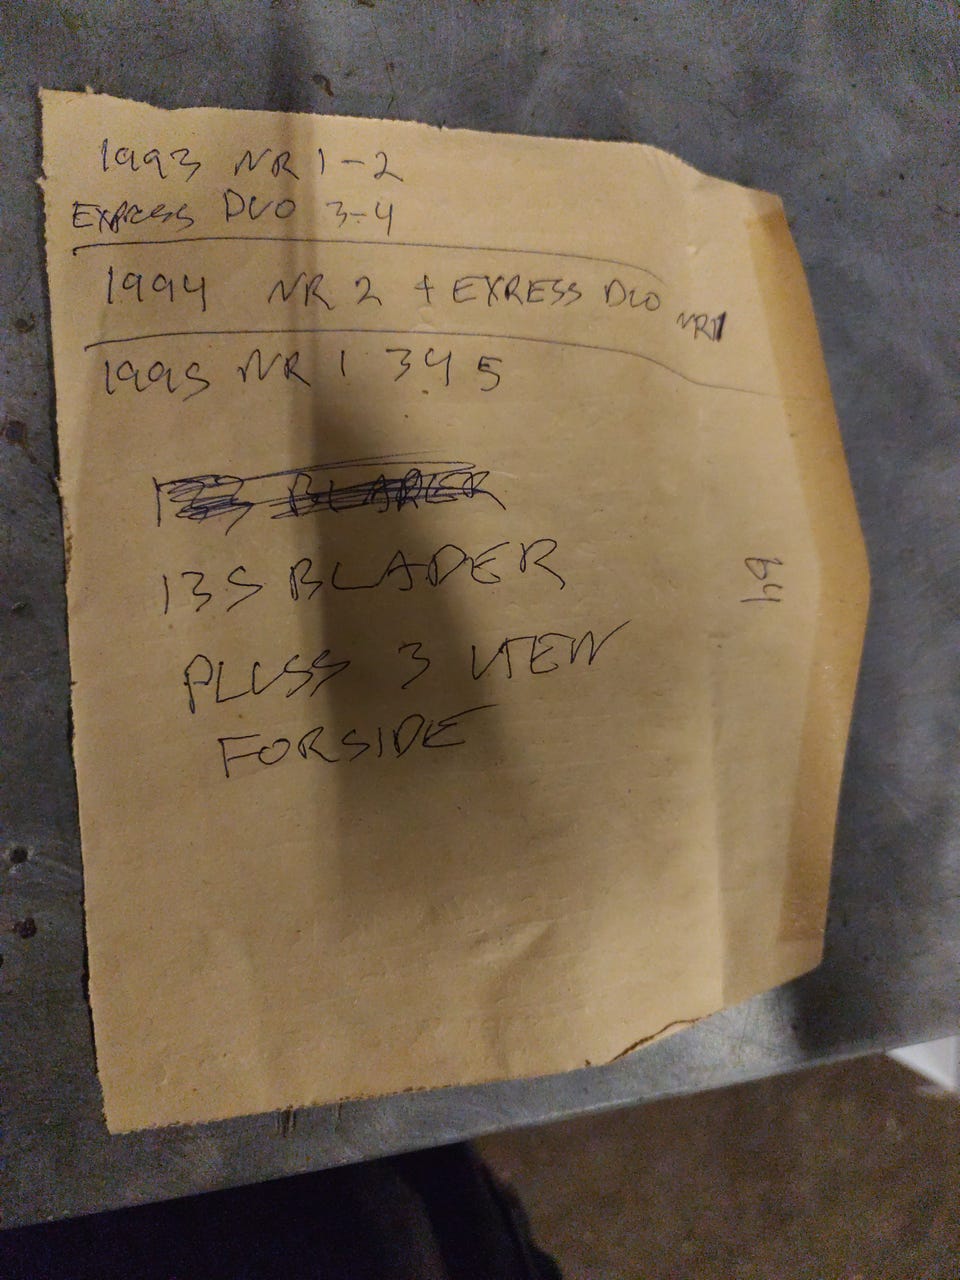 1993 NR 1-2
EXPRESS DUO 3-4
1994 NR 2 + EXRESS DUO NR1
1995 NR 1 3 4 5
135 BLADER
PLUSS 3 UTEN
FORSIDE